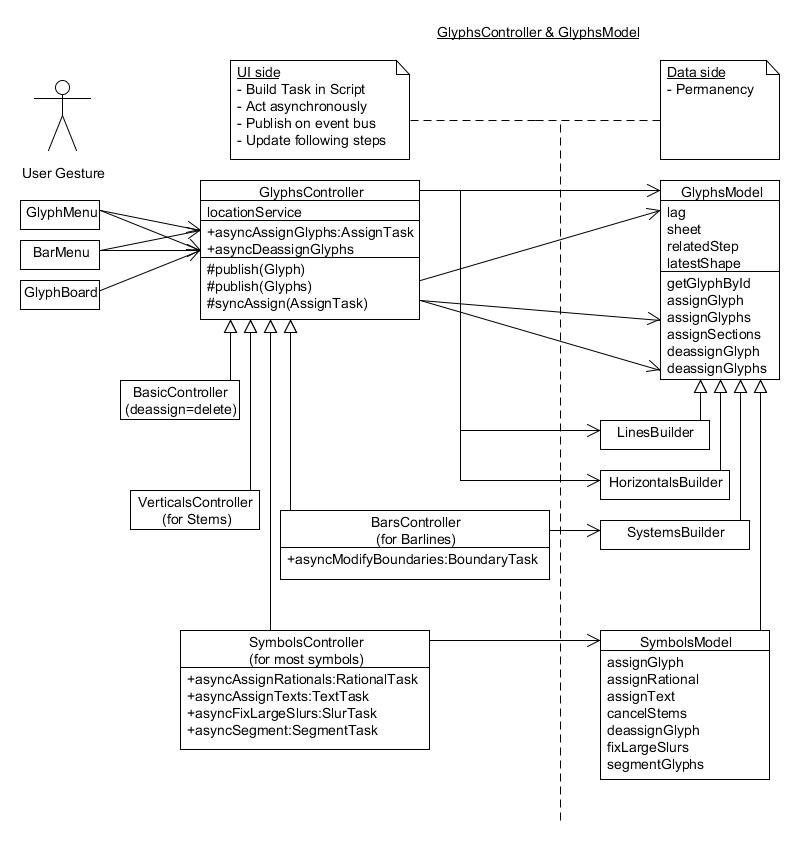 GlyphsController & GlyphsModel
UI side
- Build Task in Script
- Act asynchronously
- Publish on event bus
- Update following steps
Data side
- Permanency
User Gesture
GlyphMenu
BarMenu
GlyphBoard
GlyphsController
locationService
+asyncAssignGlyphs:AssignTask
+asyncDeassignGlyphs
#publish(Glyph)
#publish(Glyphs)
#syncAssign(AssignTask)
GlyphsModel
lag
sheet
relatedStep
latestShape
getGlyphById
assignGlyph
assignGlyphs
assignSections
deassignGlyph
deassignGlyphs
BasicController
(deassign=delete)
LinesBuilder
HorizontalsBuilder
VerticalsController
(for Stems)
BarsController
(for Barlines)
+asyncModifyBoundaries:BoundaryTask
SystemsBuilder
SymbolsController
(for most symbols)
+asyncAssignRationals:RationalTask
+asyncAssignTexts:TextTask
+asyncFixLargeSlurs:SlurTask
+asyncSegment:SegmentTask
SymbolsModel
assignGlyph
assignRational
assignText
cancelStems
deassignGlyph
fixLargeSlurs
segmentGlyphs